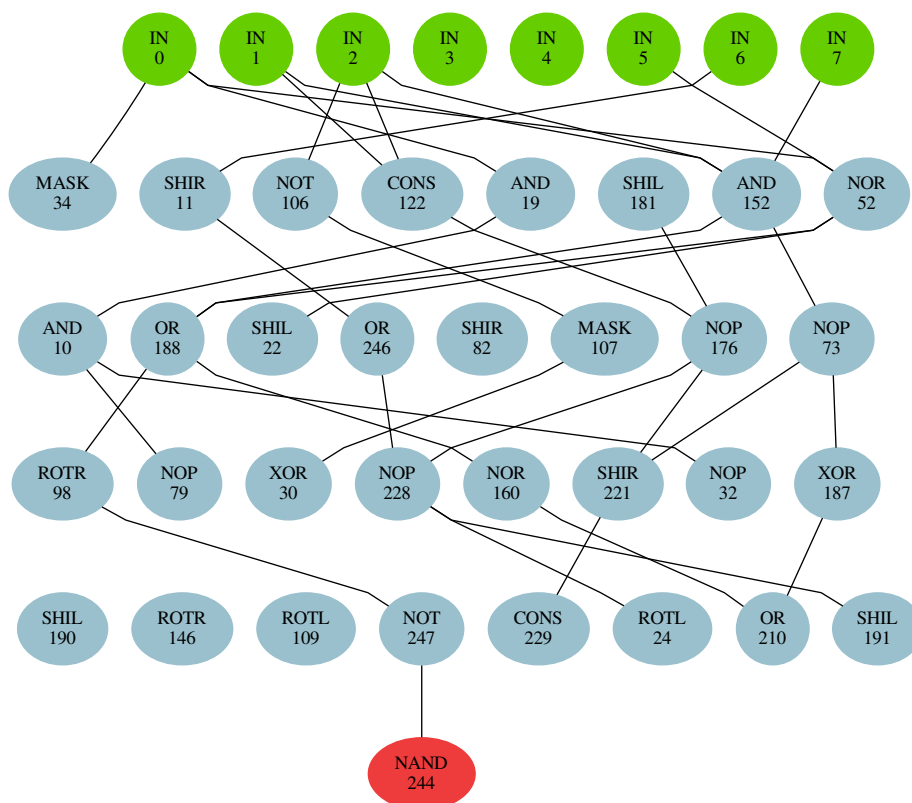 IN IN IN IN IN IN IN IN
0 1 2 3 4 5 6 7
MASK SHIR NOT CONS AND SHIL AND NOR
34 11 106 122 19 181 152 52
AND OR SHIL OR SHIR MASK NOP NOP
10 188 22 246 82 107 176 73
ROTR NOP XOR NOP NOR SHIR NOP XOR
98 79 30 228 160 221 32 187
SHIL ROTR ROTL NOT CONS ROTL OR SHIL
190 146 109 247 229 24 210 191
NAND
244